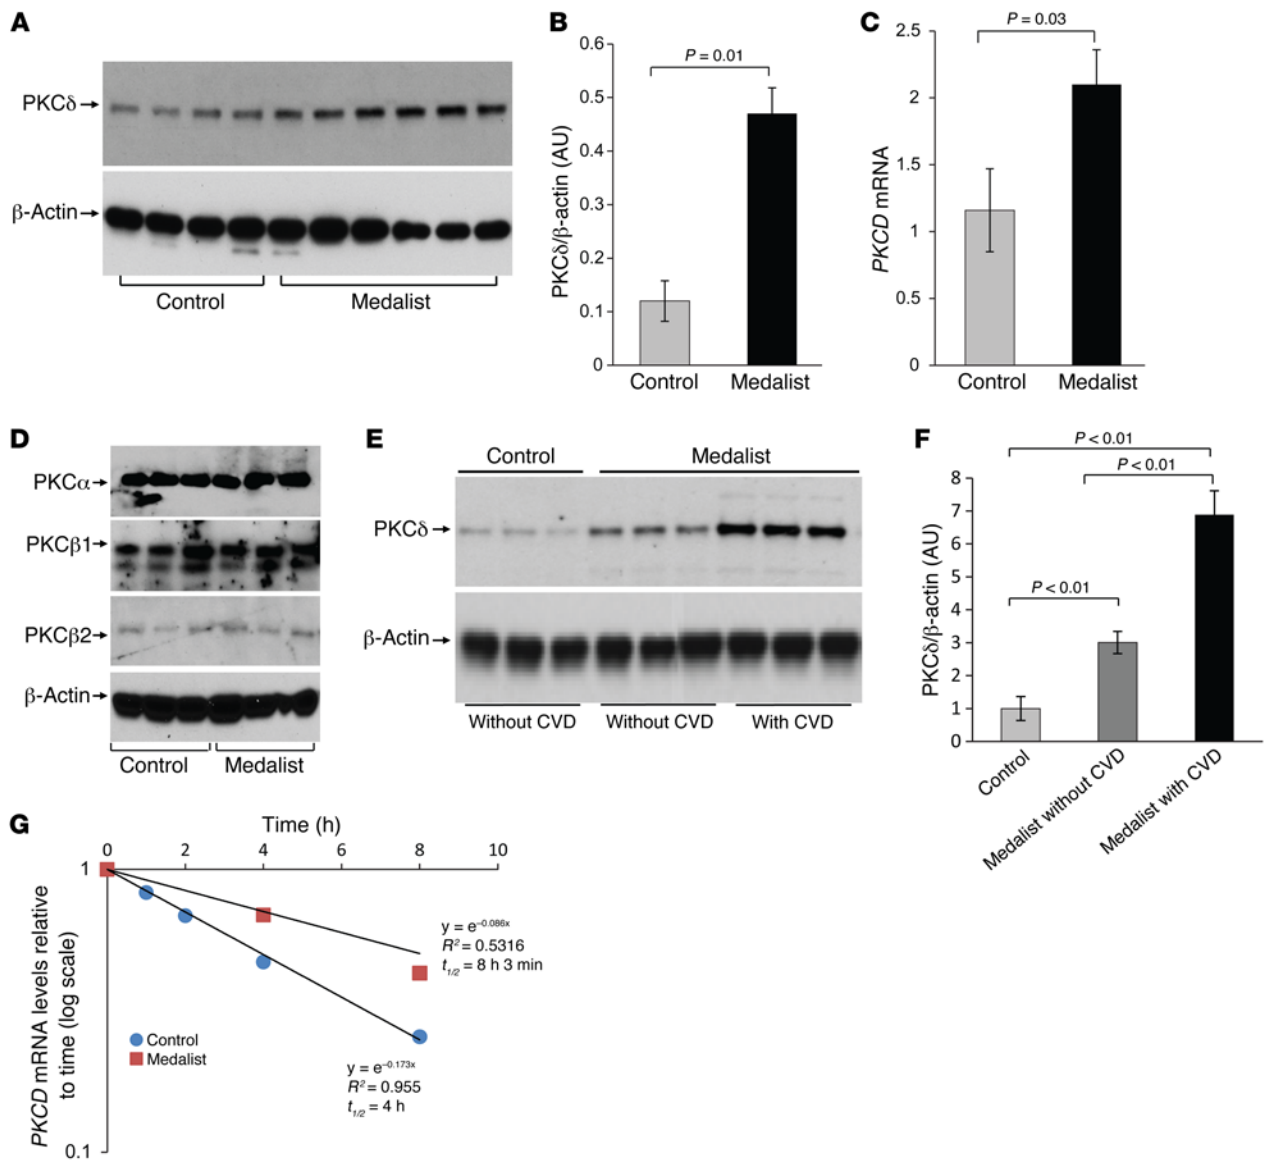 A
PKCδ
β-Actin
Control Medalist
B
P = 0.01
PKCδ/β-actin (AU)
0.6
0.5
0.4
0.3
0.2
0.1
0
Control Medalist
C
P = 0.03
PKCD mRNA
2.5
2
1.5
1
0.5
0
Control Medalist
D
PKCα
PKCβ1
PKCβ2
β-Actin
Control Medalist
E
Control Medalist
PKCδ
β-Actin
Without CVD Without CVD With CVD
F
P < 0.01
P < 0.01
P < 0.01
PKCδ/β-actin (AU)
8
7
6
5
4
3
2
1
0
Control
Medalist without CVD
Medalist with CVD
G
Time (h)
0 2 4 6 8 10
1
0.1
PKCD mRNA levels relative
to time (log scale)
y = e^–0.086x
R² = 0.5316
t1/2 = 8 h 3 min
Control
Medalist
y = e^–0.173x
R² = 0.955
t1/2 = 4 h